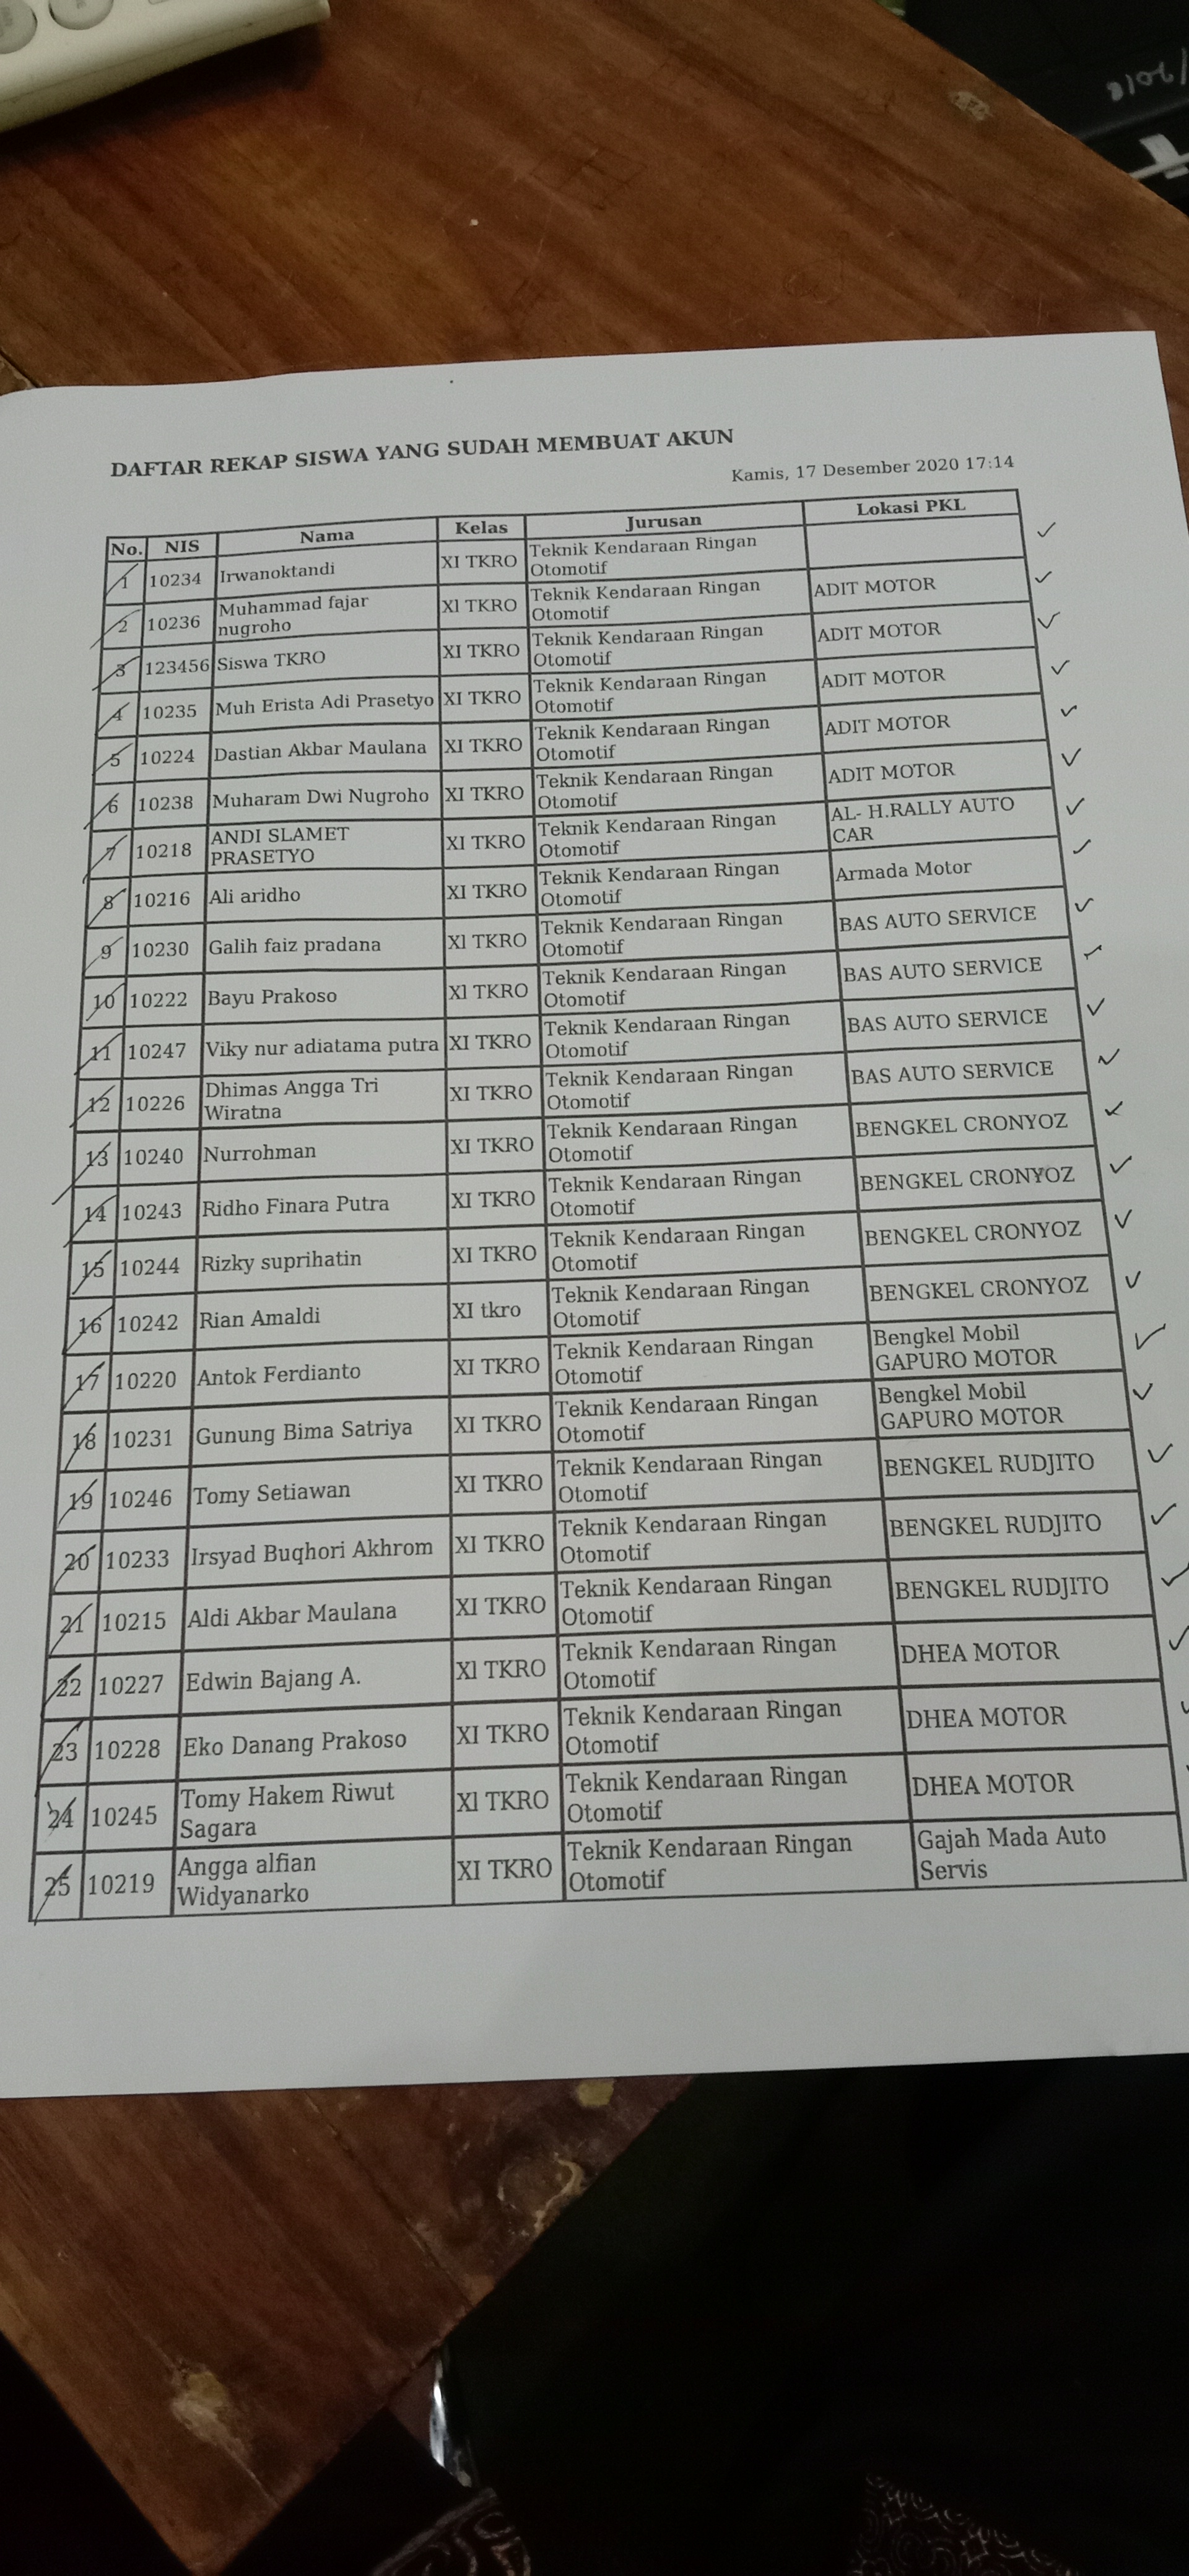 DAFTAR REKAP SISWA YANG SUDAH MEMBUAT AKUN
Kamis, 17 Desember 2020 17:14
No. NIS Nama Kelas Jurusan Lokasi PKL
1 10234 Irwanoktandi XI TKRO Teknik Kendaraan Ringan Otomotif
2 10236 Muhammad fajar nugroho XI TKRO Teknik Kendaraan Ringan Otomotif ADIT MOTOR
3 123456 Siswa TKRO XI TKRO Teknik Kendaraan Ringan Otomotif ADIT MOTOR
4 10235 Muh Erista Adi Prasetyo XI TKRO Teknik Kendaraan Ringan Otomotif ADIT MOTOR
5 10224 Dastian Akbar Maulana XI TKRO Teknik Kendaraan Ringan Otomotif ADIT MOTOR
6 10238 Muharam Dwi Nugroho XI TKRO Teknik Kendaraan Ringan Otomotif ADIT MOTOR
7 10218 ANDI SLAMET PRASETYO XI TKRO Teknik Kendaraan Ringan Otomotif AL- H.RALLY AUTO CAR
8 10216 Ali aridho XI TKRO Teknik Kendaraan Ringan Otomotif Armada Motor
9 10230 Galih faiz pradana Xl TKRO Teknik Kendaraan Ringan Otomotif BAS AUTO SERVICE
10 10222 Bayu Prakoso Xl TKRO Teknik Kendaraan Ringan Otomotif BAS AUTO SERVICE
11 10247 Viky nur adiatama putra XI TKRO Teknik Kendaraan Ringan Otomotif BAS AUTO SERVICE
12 10226 Dhimas Angga Tri Wiratna XI TKRO Teknik Kendaraan Ringan Otomotif BAS AUTO SERVICE
13 10240 Nurrohman XI TKRO Teknik Kendaraan Ringan Otomotif BENGKEL CRONYOZ
14 10243 Ridho Finara Putra XI TKRO Teknik Kendaraan Ringan Otomotif BENGKEL CRONYOZ
15 10244 Rizky suprihatin XI TKRO Teknik Kendaraan Ringan Otomotif BENGKEL CRONYOZ
16 10242 Rian Amaldi XI tkro Teknik Kendaraan Ringan Otomotif BENGKEL CRONYOZ
17 10220 Antok Ferdianto XI TKRO Teknik Kendaraan Ringan Otomotif Bengkel Mobil GAPURO MOTOR
18 10231 Gunung Bima Satriya XI TKRO Teknik Kendaraan Ringan Otomotif Bengkel Mobil GAPURO MOTOR
19 10246 Tomy Setiawan XI TKRO Teknik Kendaraan Ringan Otomotif BENGKEL RUDJITO
20 10233 Irsyad Buqhori Akhrom XI TKRO Teknik Kendaraan Ringan Otomotif BENGKEL RUDJITO
21 10215 Aldi Akbar Maulana XI TKRO Teknik Kendaraan Ringan Otomotif BENGKEL RUDJITO
22 10227 Edwin Bajang A. Xl TKRO Teknik Kendaraan Ringan Otomotif DHEA MOTOR
23 10228 Eko Danang Prakoso XI TKRO Teknik Kendaraan Ringan Otomotif DHEA MOTOR
24 10245 Tomy Hakem Riwut Sagara Xl TKRO Teknik Kendaraan Ringan Otomotif DHEA MOTOR
25 10219 Angga alfian Widyanarko XI TKRO Teknik Kendaraan Ringan Otomotif Gajah Mada Auto Servis